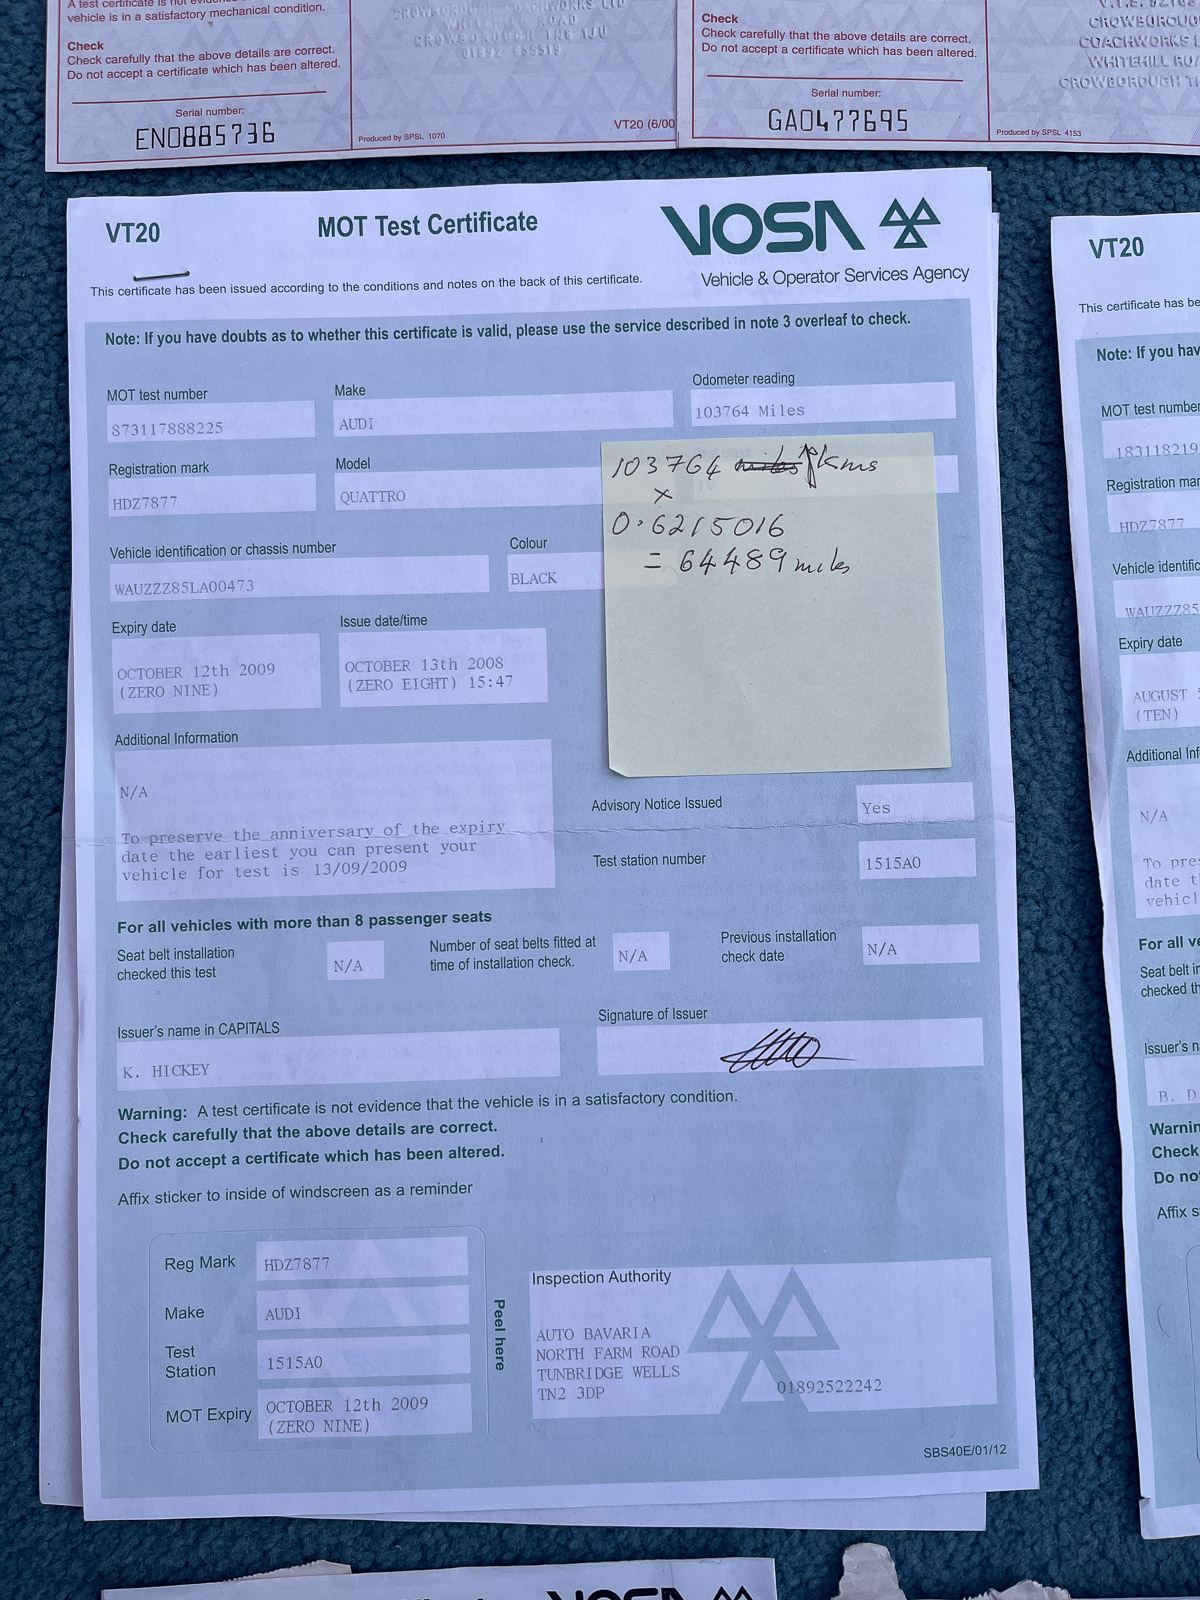 vehicle is in a satisfactory mechanical condition.
Check
Check carefully that the above details are correct.
Do not accept a certificate which has been altered.
Serial number:
EN0885736
ROAD
CROWBOROUGH TN6 1JU
Produced by SPSL 1070
VT20 (6/00
Check
Check carefully that the above details are correct.
Do not accept a certificate which has been altered.
Serial number:
GA0477695
CROWBOROUG
COACHWORKS L
WHITEHILL ROA
CROWBOROUGH T
Produced by SPSL 4153
VT20
MOT Test Certificate
VOSA
Vehicle & Operator Services Agency
This certificate has been issued according to the conditions and notes on the back of this certificate.
Note: If you have doubts as to whether this certificate is valid, please use the service described in note 3 overleaf to check.
MOT test number
Make
Odometer reading
873117888225
AUDI
103764 Miles
Registration mark
Model
HDZ7877
QUATTRO
103764 miles kms
x
0.6215016
= 64489 miles
Vehicle identification or chassis number
Colour
WAUZZZ85LA00473
BLACK
Expiry date
Issue date/time
OCTOBER 12th 2009
(ZERO NINE)
OCTOBER 13th 2008
(ZERO EIGHT) 15:47
Additional Information
N/A
To preserve the anniversary of the expiry
date the earliest you can present your
vehicle for test is 13/09/2009
Advisory Notice Issued
Yes
Test station number
1515A0
For all vehicles with more than 8 passenger seats
Seat belt installation
checked this test
N/A
Number of seat belts fitted at
time of installation check.
N/A
Previous installation
check date
N/A
Issuer's name in CAPITALS
Signature of Issuer
K. HICKEY
Warning: A test certificate is not evidence that the vehicle is in a satisfactory condition.
Check carefully that the above details are correct.
Do not accept a certificate which has been altered.
Affix sticker to inside of windscreen as a reminder
Reg Mark
HDZ7877
Make
AUDI
Test
Station
1515A0
MOT Expiry
OCTOBER 12th 2009
(ZERO NINE)
Peel here
Inspection Authority
AUTO BAVARIA
NORTH FARM ROAD
TUNBRIDGE WELLS
TN2 3DP
01892522242
SBS40E/01/12
VT20
This certificate has be
Note: If you hav
MOT test number
183118219
Registration mar
HDZ7877
Vehicle identific
WAUZZZ85
Expiry date
AUGUST
(TEN)
Additional Inf
N/A
To pres
date t
vehicl
For all ve
Seat belt in
checked th
Issuer's n
B. D
Warnin
Check
Do no
Affix s
VOSA